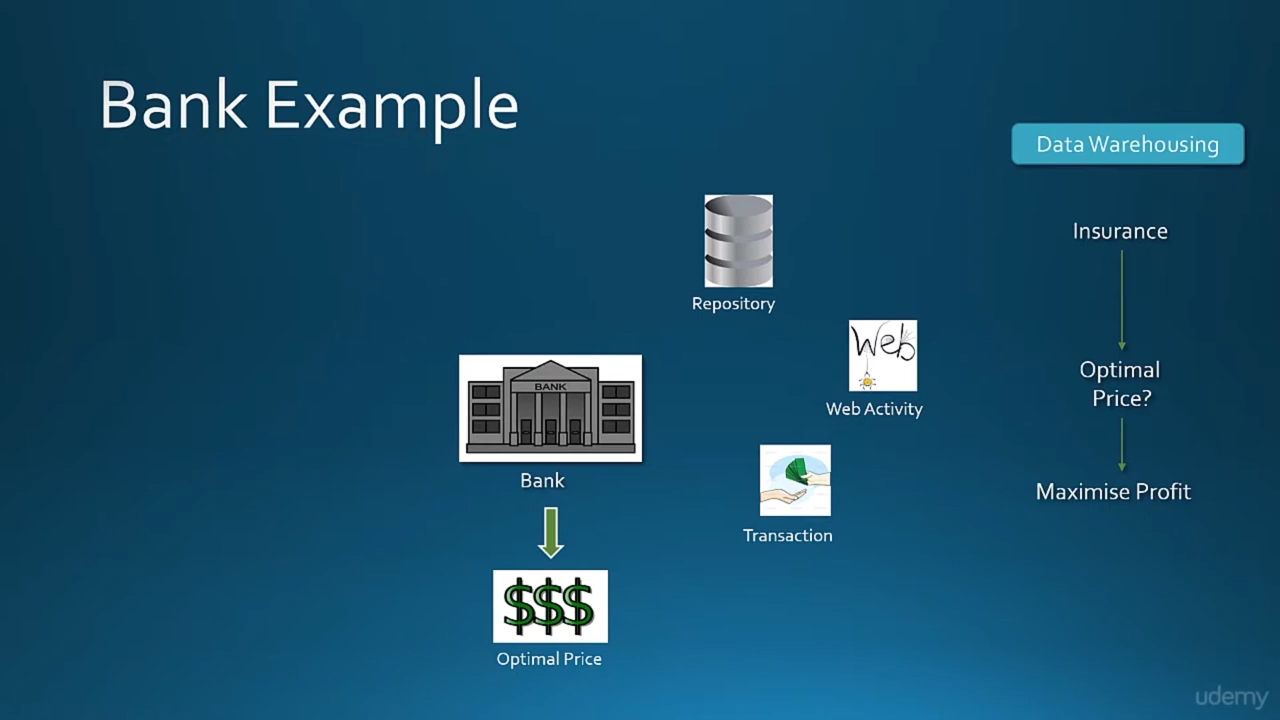 Bank Example
Data Warehousing
Insurance
Repository
Web
Web Activity
Optimal
Price?
BANK
Bank
Maximise Profit
Transaction
$$$
Optimal Price
udemy